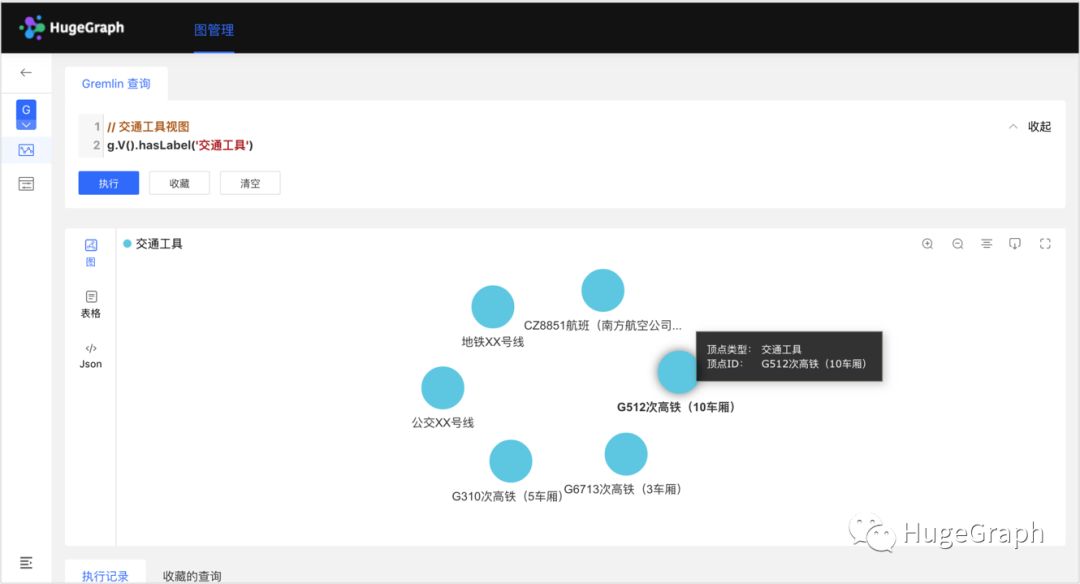 HugeGraph
图管理
Gremlin 查询
G
1 // 交通工具视图
2 g.V().hasLabel('交通工具')
收起
执行
收藏
清空
图
交通工具
表格
Json
地铁XX号线
CZ8851航班（南方航空公司...
顶点类型： 交通工具
顶点ID： G512次高铁（10车厢）
G512次高铁（10车厢）
公交XX号线
G310次高铁（5车厢）
G6713次高铁（3车厢）
HugeGraph
执行记录
收藏的查询